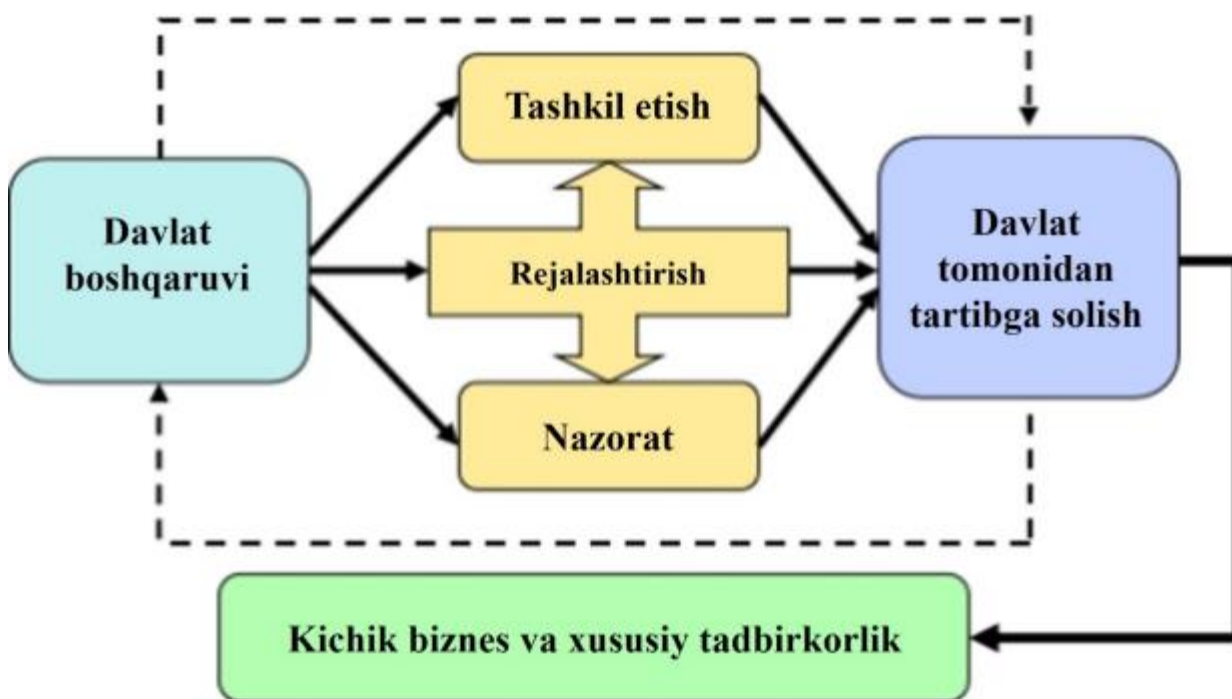 Tashkil etish
Davlat
boshqaruvi
Rejalashtirish
Davlat
tomonidan
tartibga solish
Nazorat
Kichik biznes va xususiy tadbirkorlik